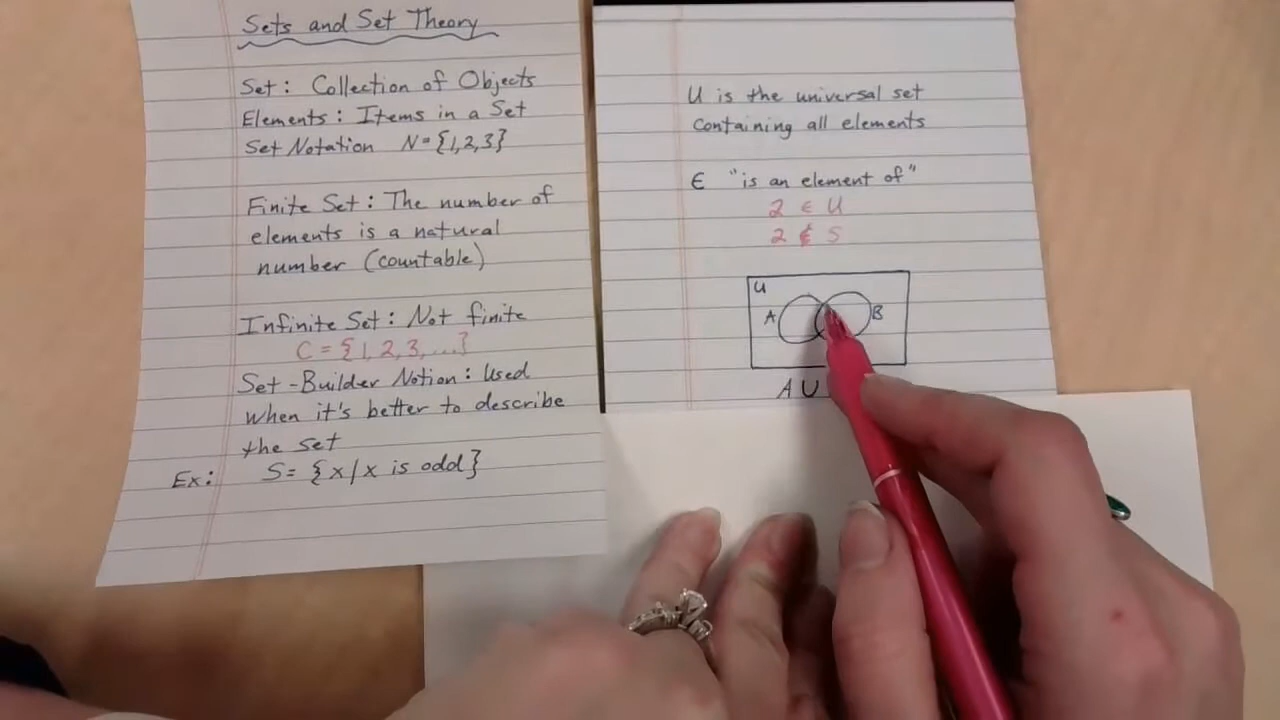 Sets and Set Theory
Set: Collection of Objects
Elements: Items in a Set
Set Notation N={1,2,3}
Finite Set: The number of
elements is a natural
number (countable)
Infinite Set: Not finite
C={1,2,3,...}
Set-Builder Notion: Used
when it's better to describe
the set
Ex: S={x/x is odd}
U is the universal set
containing all elements
∈ "is an element of"
2 ∈ U
2 ∉ S
U
A B
A U